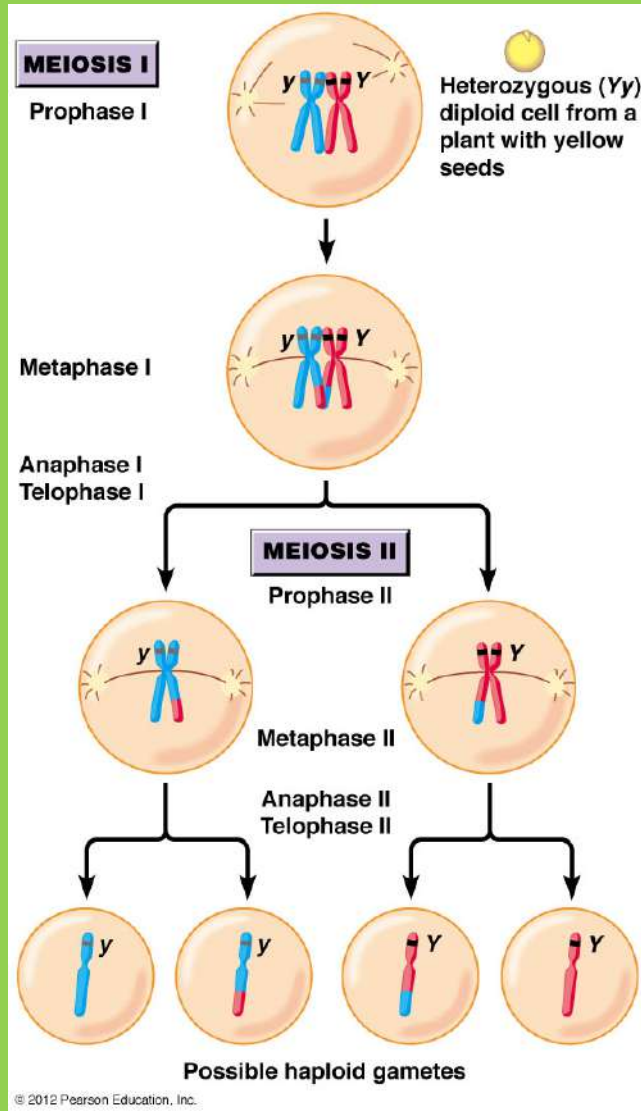 MEIOSIS I
Prophase I
y
Y
Heterozygous (Yy)
diploid cell from a
plant with yellow
seeds
Metaphase I
y
Y
Anaphase I
Telophase I
MEIOSIS II
Prophase II
y
Y
Metaphase II
Anaphase II
Telophase II
y
y
Y
Y
Possible haploid gametes
© 2012 Pearson Education, Inc.